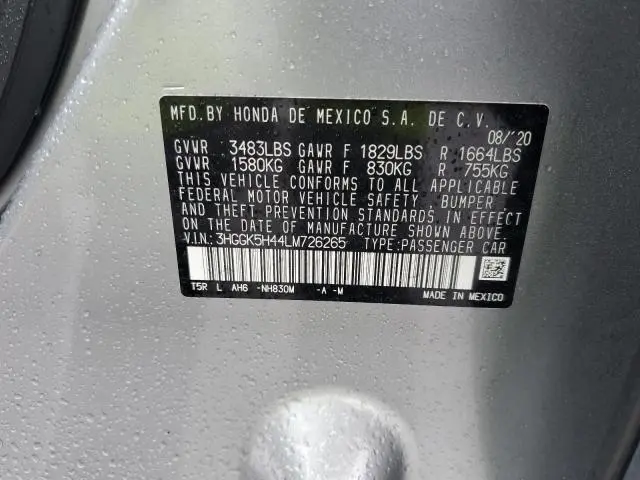 MFD.BY HONDA DE MEXICO S.A. DE C.V.
08/'20
GVWR 3483LBS GAWR F 1829LBS R 1664LBS
GVWR 1580KG GAWR F 830KG R 755KG
THIS VEHICLE CONFORMS TO ALL APPLICABLE
FEDERAL MOTOR VEHICLE SAFETY, BUMPER
AND THEFT PREVENTION STANDARDS IN EFFECT
ON THE DATE OF MANUFACTURE SHOWN ABOVE.
V.I.N.: 3HGGK5H44LM726265 TYPE:PASSENGER CAR
T5R L AH6 -NH830M -A -M MADE IN MEXICO